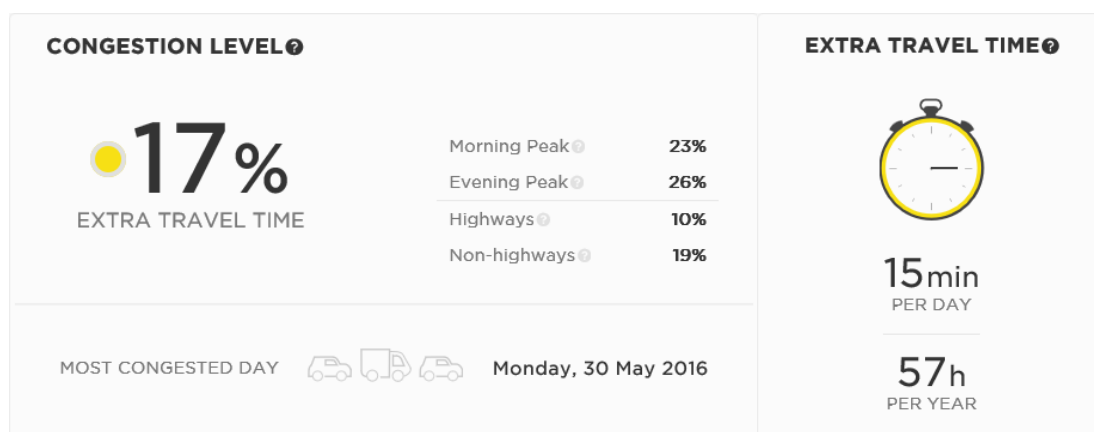 CONGESTION LEVEL?
17%
EXTRA TRAVEL TIME
Morning Peak? 23%
Evening Peak? 26%
Highways? 10%
Non-highways? 19%
MOST CONGESTED DAY Monday, 30 May 2016
EXTRA TRAVEL TIME?
15min
PER DAY
57h
PER YEAR